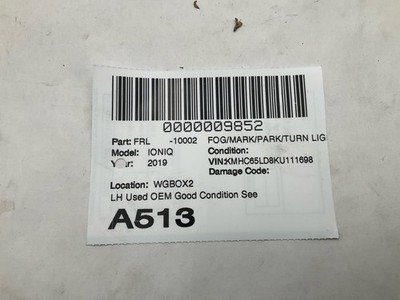 0000009852
Part: FRL -10002 FOG/MARK/PARK/TURN LIG
Model: IONIQ Condition:
Year: 2019 VIN:KMHC65LD8KU111698
Damage Code:
Location: WGBOX2
LH Used OEM Good Condition See
A513